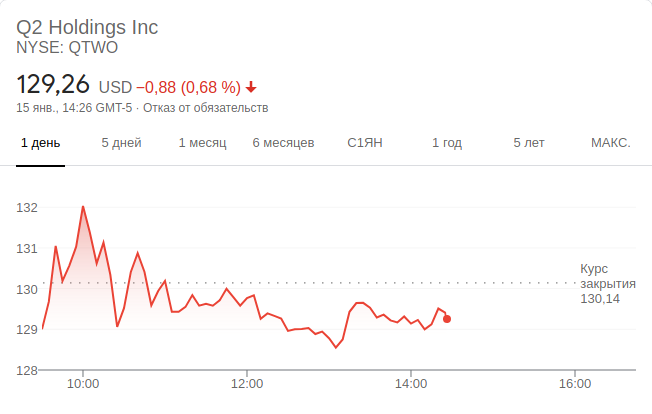 Q2 Holdings Inc
NYSE: QTWO
129,26 USD −0,88 (0,68 %)
15 янв., 14:26 GMT-5 · Отказ от обязательств
1 день 5 дней 1 месяц 6 месяцев С1ЯН 1 год 5 лет МАКС.
132
131
130
129
128
Курс
закрытия
130,14
10:00 12:00 14:00 16:00